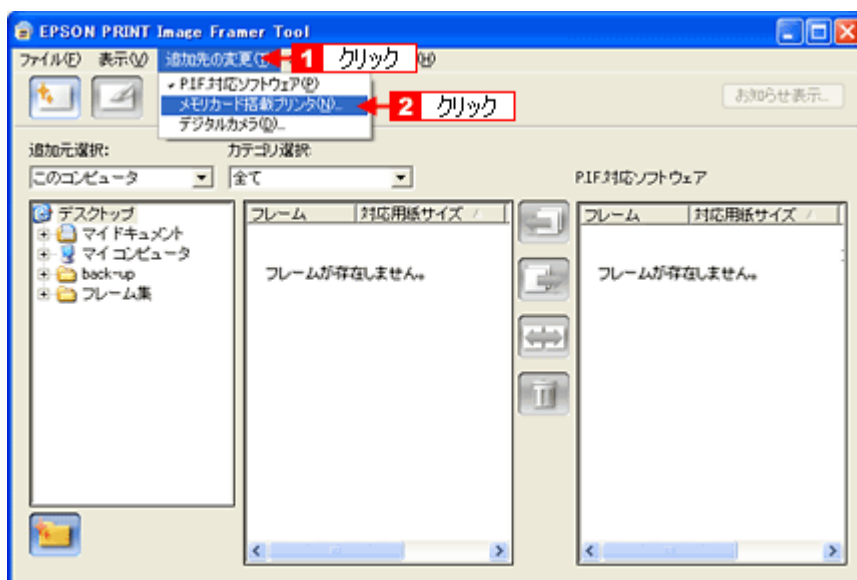 EPSON PRINT Image Framer Tool
ファイル(F) 表示(V) 追加先の変更(T) 1 クリック (H)
✓ P.I.F.対応ソフトウェア(P)
メモリカード搭載プリンタ(N)... 2 クリック
デジタルカメラ(D)...
お知らせ表示...
追加元選択: カテゴリ選択:
このコンピュータ 全て P.I.F.対応ソフトウェア
デスクトップ フレーム 対応用紙サイズ フレーム 対応用紙サイズ
マイ ドキュメント
マイ コンピュータ
back-up フレームが存在しません。 フレームが存在しません。
フレーム集